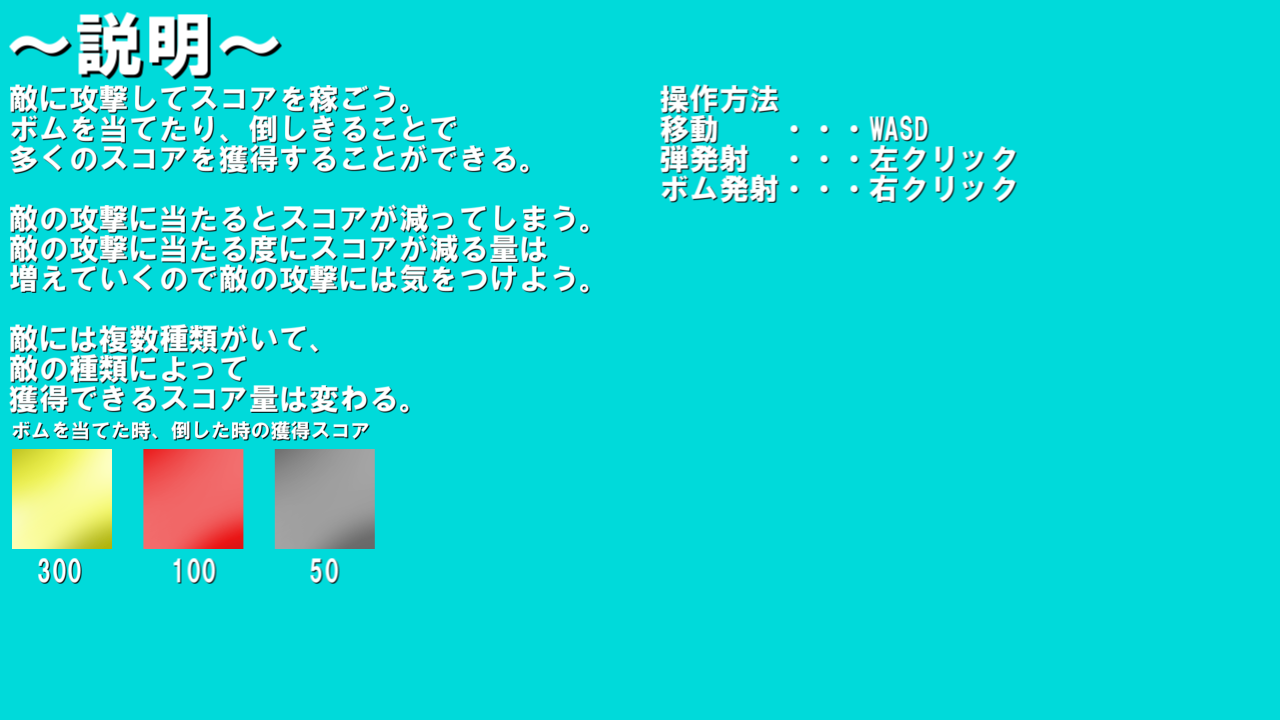 ～説明～
敵に攻撃してスコアを稼ごう。
ボムを当てたり、倒しきることで
多くのスコアを獲得することができる。
敵の攻撃に当たるとスコアが減ってしまう。
敵の攻撃に当たる度にスコアが減る量は
増えていくので敵の攻撃には気をつけよう。
敵には複数種類がいて、
敵の種類によって
獲得できるスコア量は変わる。
ボムを当てた時、倒した時の獲得スコア
300 100 50
操作方法
移動　　・・・WASD
弾発射　・・・左クリック
ボム発射・・・右クリック